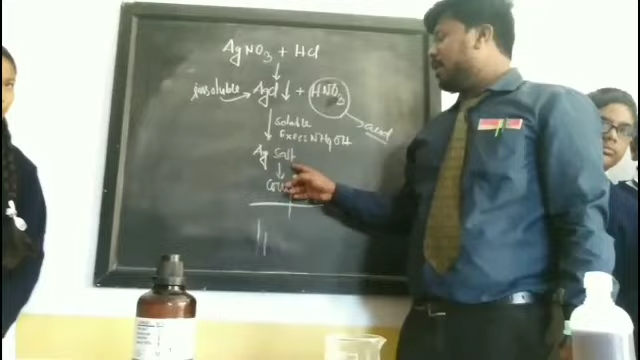 AgNO3 + HCl
↓
insoluble → AgCl ↓ + HNO3 → acid
↓ soluble
Excess NH4OH
Ag Salt
↓